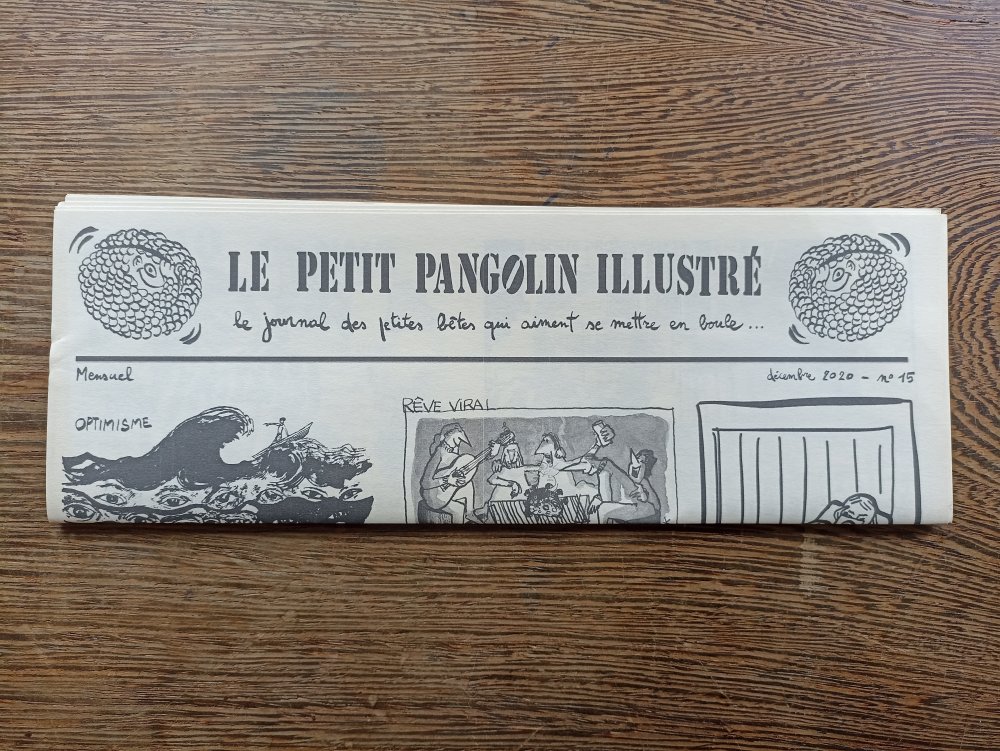 LE PETIT PANGOLIN ILLUSTRÉ
le journal des petites bêtes qui aiment se mettre en boule...
Mensuel
décembre 2020 - n° 15
OPTIMISME
RÊVE VIRAL